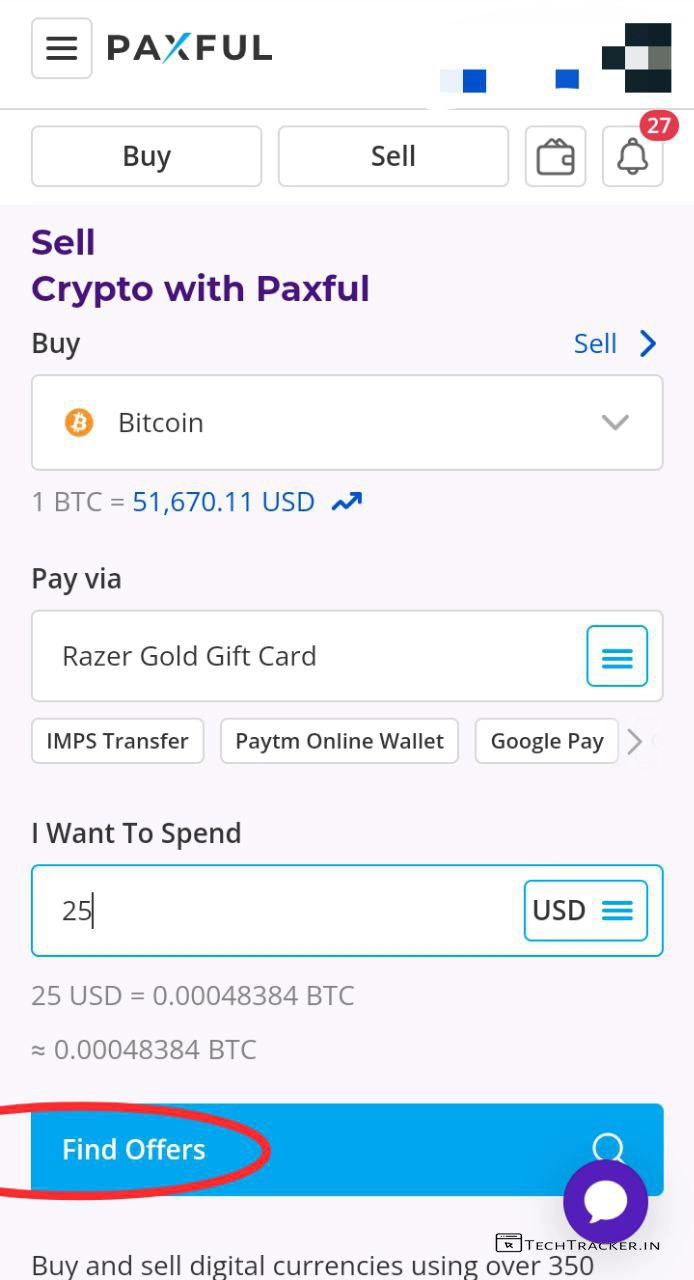 PAXFUL
Buy
Sell
27
Sell
Crypto with Paxful
Buy
Sell
Bitcoin
1 BTC = 51,670.11 USD
Pay via
Razer Gold Gift Card
IMPS Transfer
Paytm Online Wallet
Google Pay
I Want To Spend
25
USD
25 USD = 0.00048384 BTC
≈ 0.00048384 BTC
Find Offers
TECHTRACKER.IN
Buy and sell digital currencies using over 350